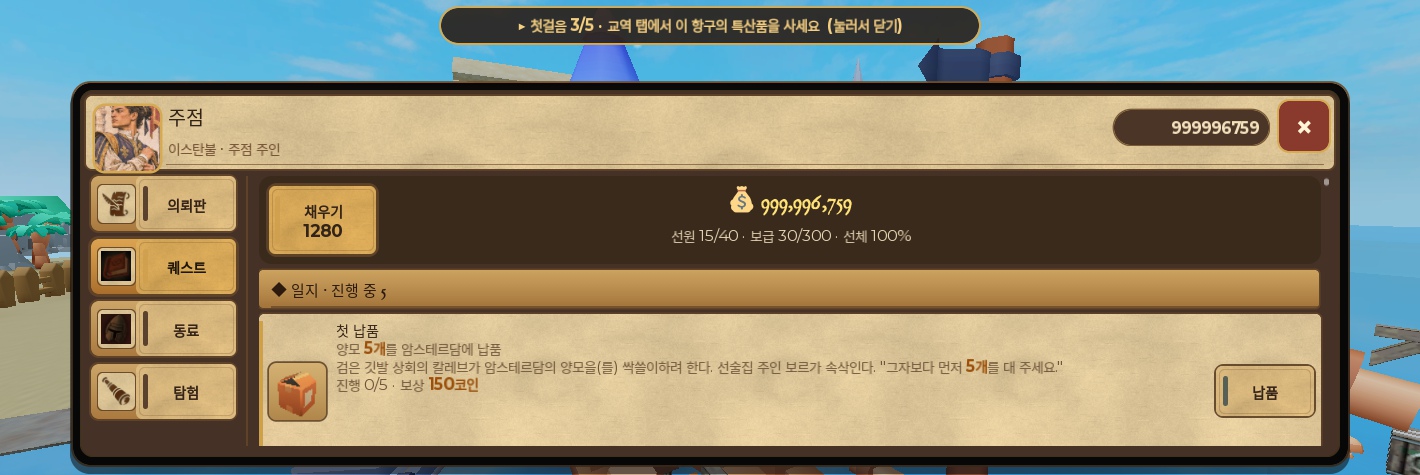 ▸ 첫걸음 3/5 · 교역 탭에서 이 항구의 특산품을 사세요 (눌러서 닫기)
주점
이스탄불 · 주점 주인
999996759
×
의뢰판
퀘스트
동료
탐험
채우기
1280
999,996,759
선원 15/40 · 보급 30/300 · 선체 100%
◆ 일지 · 진행 중 5
첫 납품
양모 5개를 암스테르담에 납품
검은 깃발 상회의 칼레브가 암스테르담의 양모을(를) 싹쓸이하려 한다. 선술집 주인 보르가 속삭인다. "그자보다 먼저 5개를 대 주세요."
진행 0/5 · 보상 150코인
납품